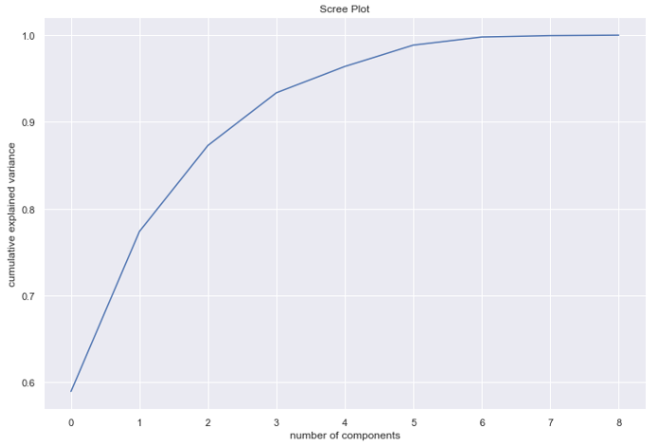 Scree Plot
cumulative explained variance
1.0
0.9
0.8
0.7
0.6
0 1 2 3 4 5 6 7 8
number of components